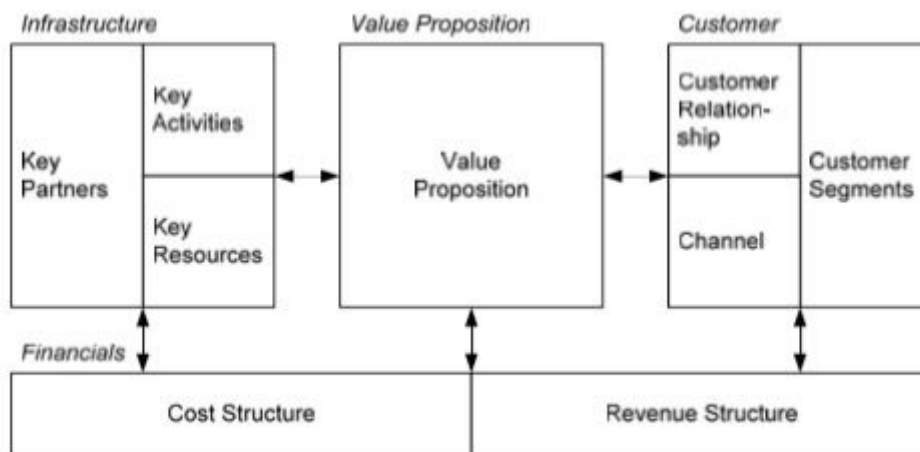 Infrastructure
Value Proposition
Customer
Key
Partners
Key
Activities
Key
Resources
Value
Proposition
Customer
Relation-
ship
Channel
Customer
Segments
Financials
Cost Structure
Revenue Structure